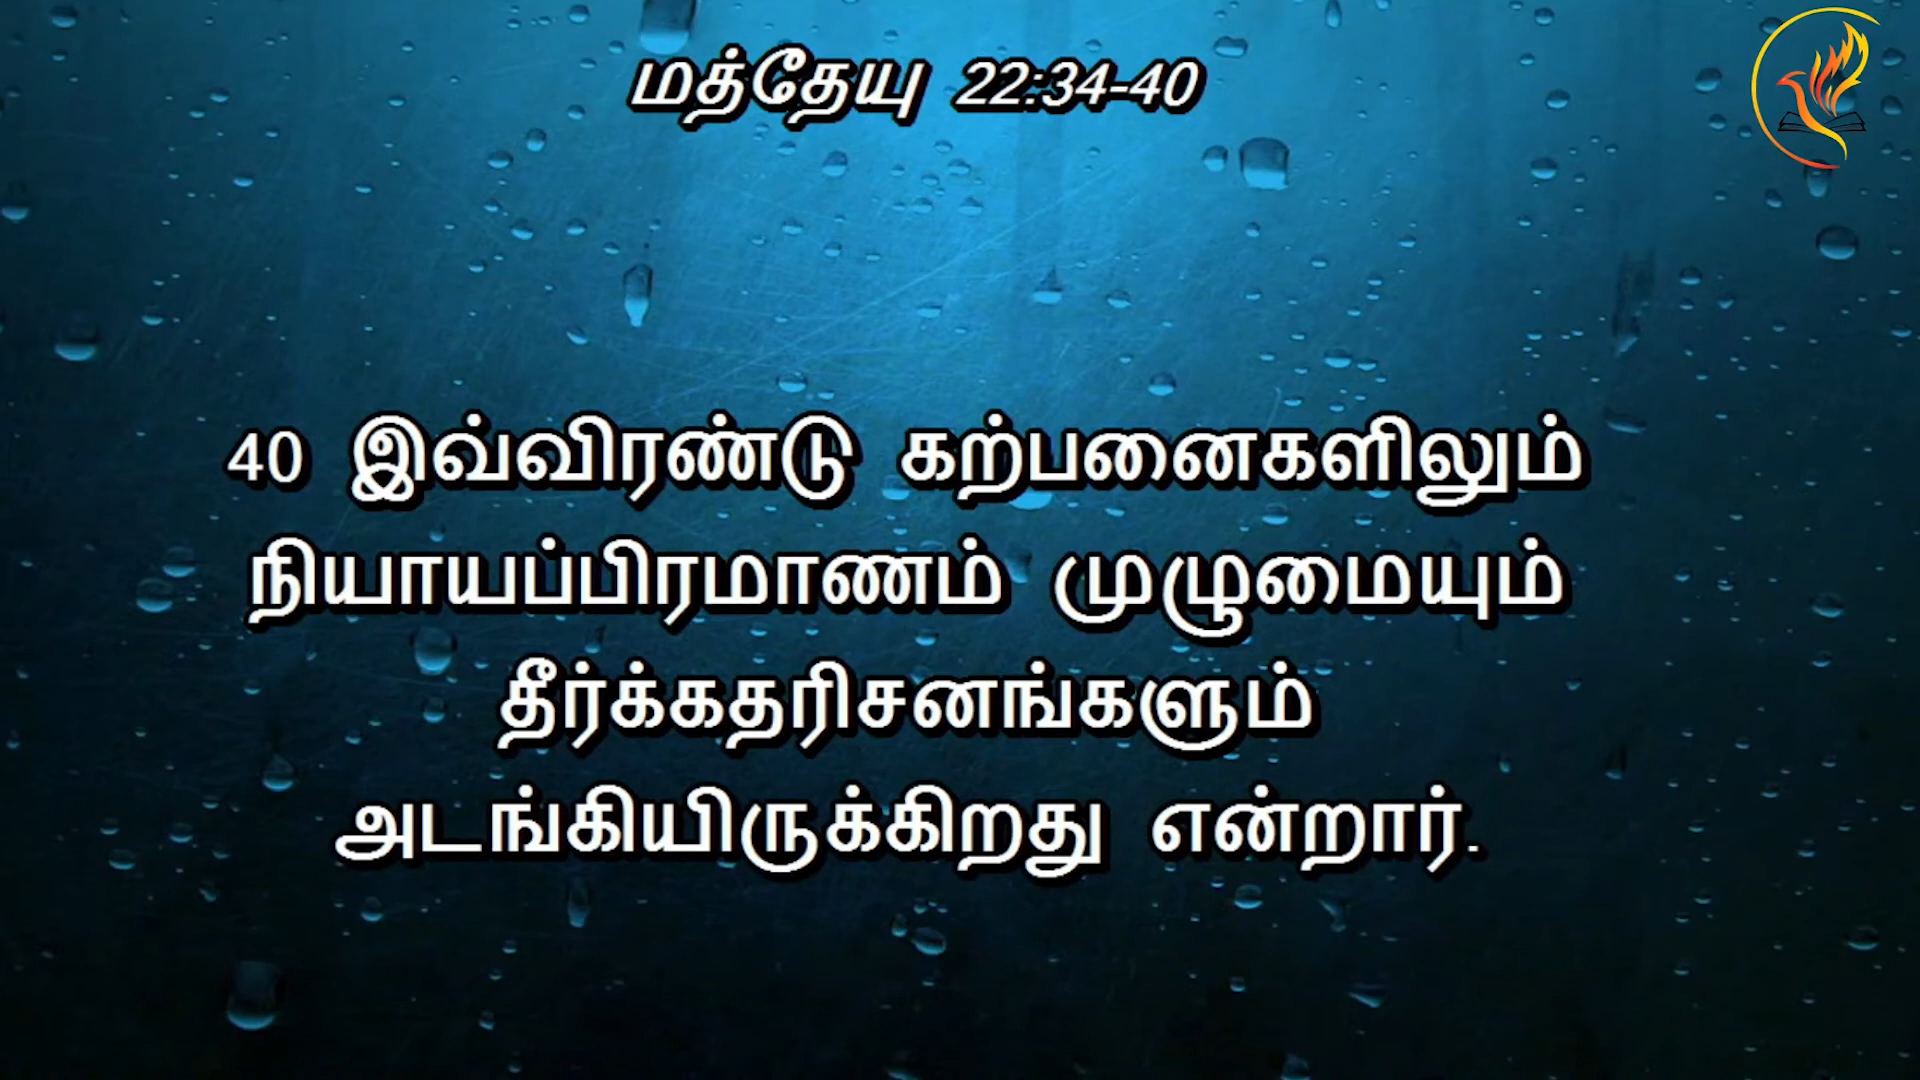 மத்தேயு 22:34-40
40 இவ்விரண்டு கற்பனைகளிலும்
நியாயப்பிரமாணம் முழுமையும்
தீர்க்கதரிசனங்களும்
அடங்கியிருக்கிறது என்றார்.